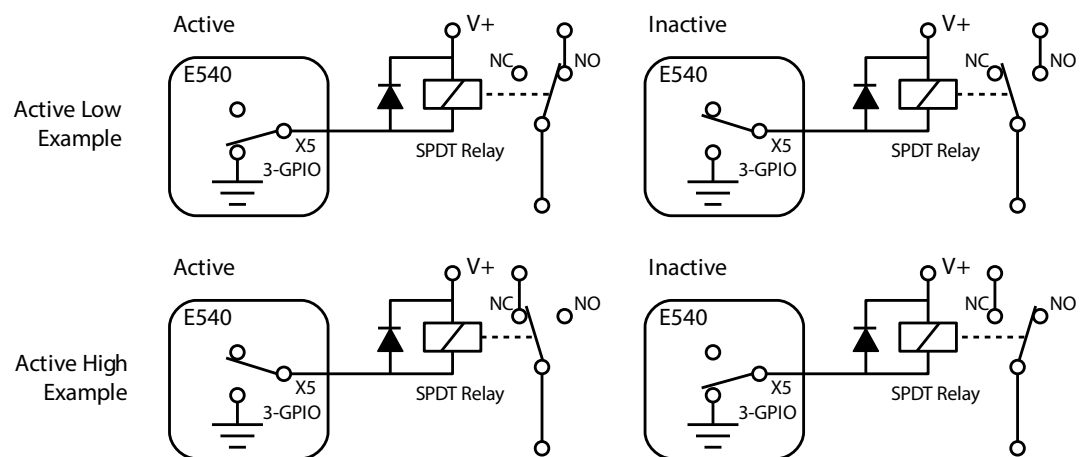 Active
Inactive
Active Low
Example
E540
V+
NC
NO
X5
3-GPIO
SPDT Relay
E540
V+
NC
NO
X5
3-GPIO
SPDT Relay
Active
Inactive
Active High
Example
E540
V+
NC
NO
X5
3-GPIO
SPDT Relay
E540
V+
NC
NO
X5
3-GPIO
SPDT Relay